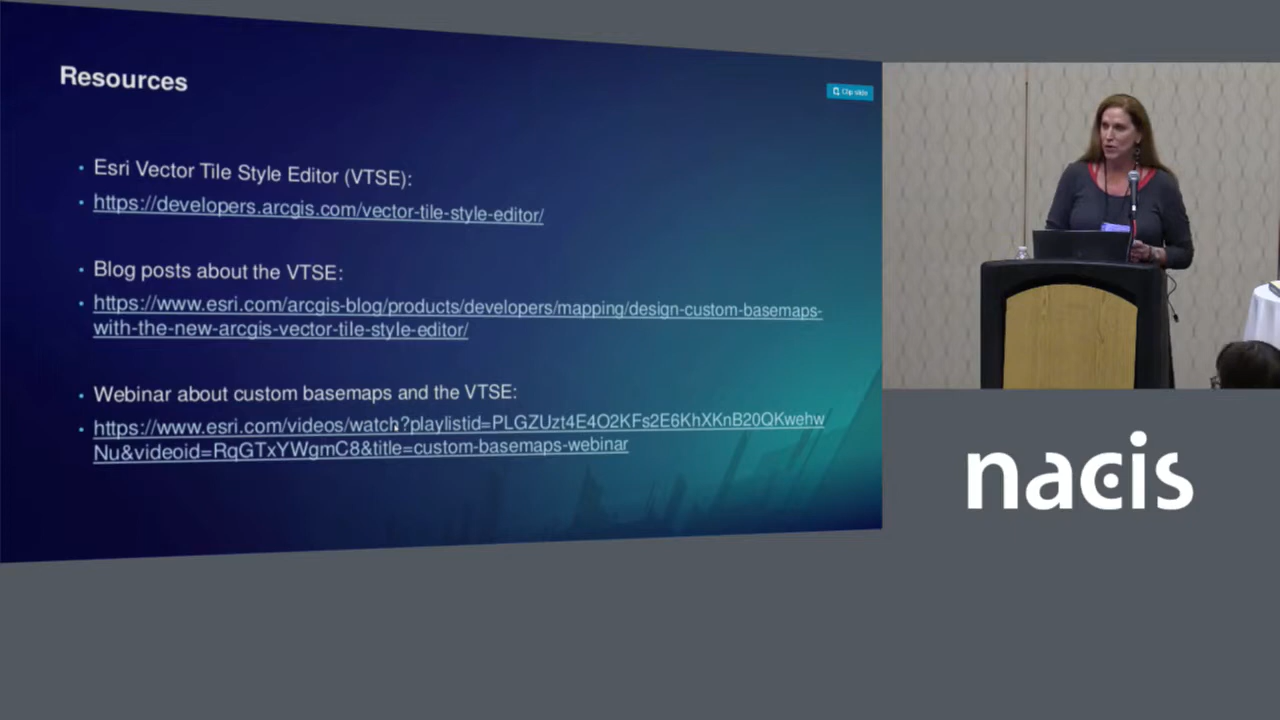 Resources
Clip slide
Esri Vector Tile Style Editor (VTSE):
https://developers.arcgis.com/vector-tile-style-editor/
Blog posts about the VTSE:
https://www.esri.com/arcgis-blog/products/developers/mapping/design-custom-basemaps-
with-the-new-arcgis-vector-tile-style-editor/
Webinar about custom basemaps and the VTSE:
https://www.esri.com/videos/watch?playlistid=PLGZUzt4E4O2KFs2E6KhXKnB20QKwehw
Nu&videoid=RqGTxYWgmC8&title=custom-basemaps-webinar
nacis